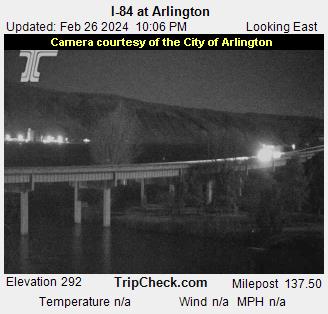 I-84 at Arlington
Updated: Feb 26 2024 10:06 PM Looking East
Camera courtesy of the City of Arlington
Elevation 292 TripCheck.com Milepost 137.50
Temperature n/a Wind n/a MPH n/a